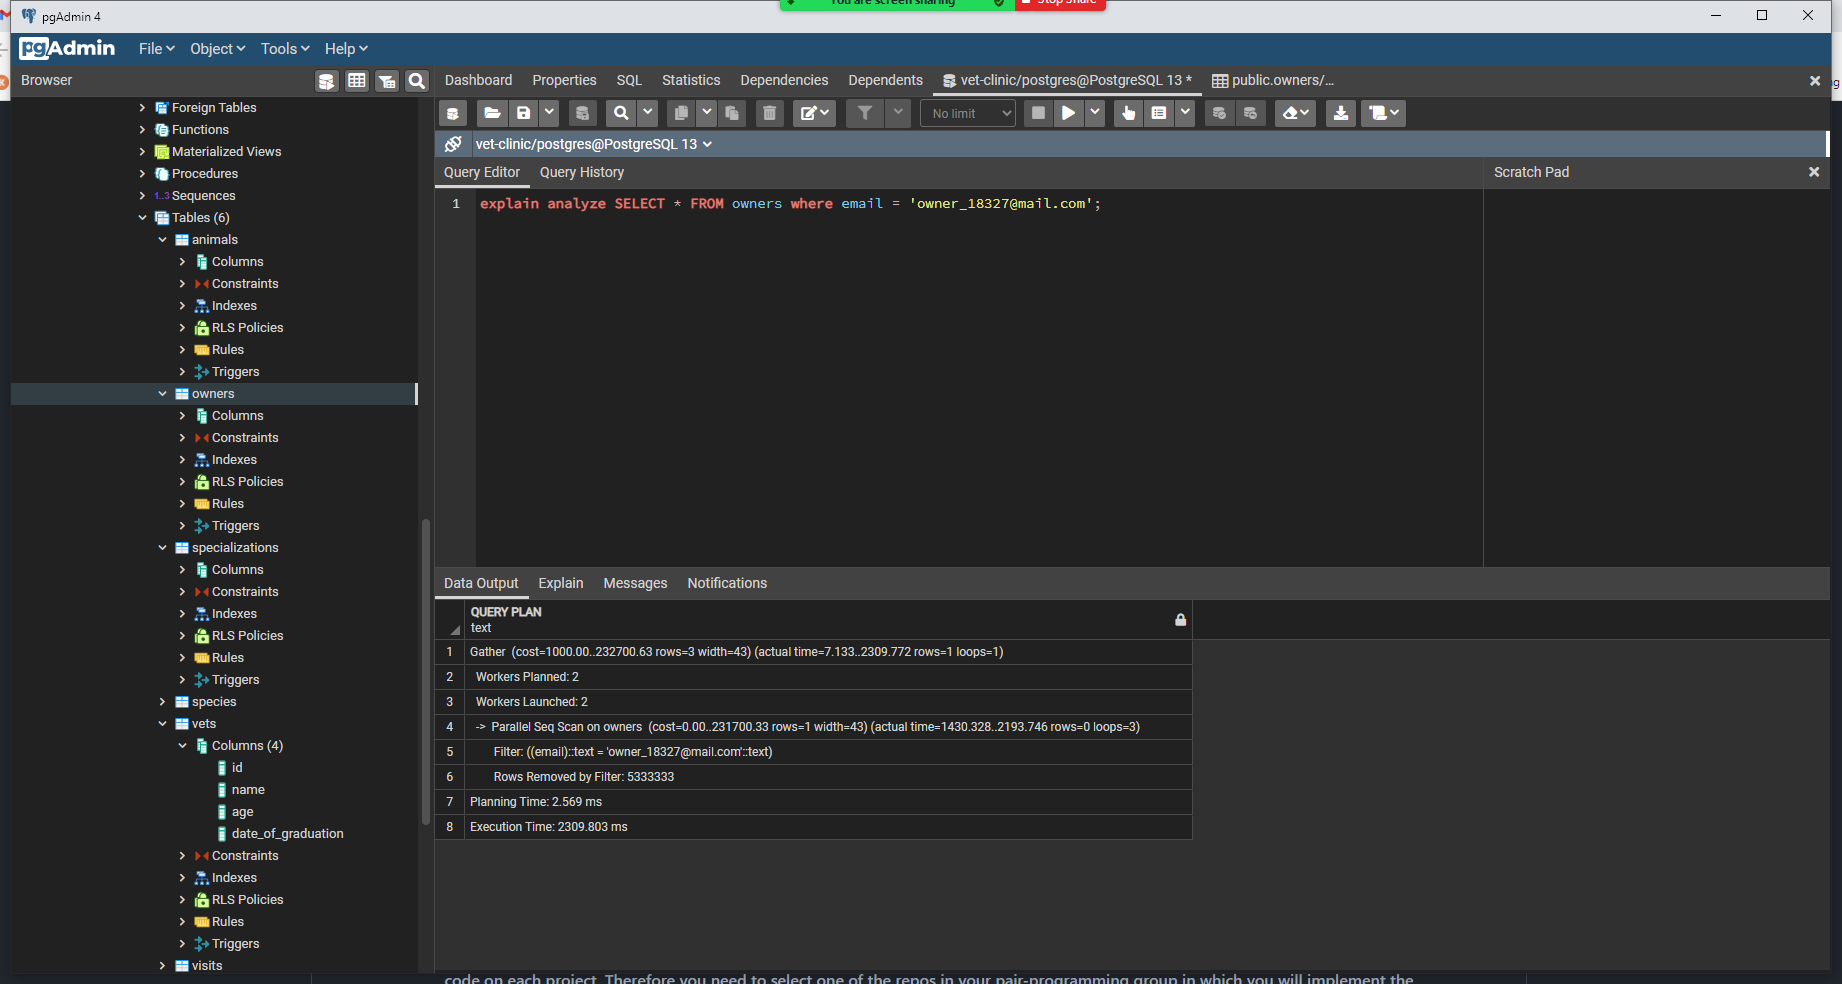 pgAdmin 4
You are screen sharing
Stop Share
pgAdmin
File
Object
Tools
Help
Browser
Dashboard
Properties
SQL
Statistics
Dependencies
Dependents
vet-clinic/postgres@PostgreSQL 13 *
public.owners/...
No limit
vet-clinic/postgres@PostgreSQL 13
Query Editor
Query History
Scratch Pad
1 explain analyze SELECT * FROM owners where email = 'owner_18327@mail.com';
Foreign Tables
Functions
Materialized Views
Procedures
1..3 Sequences
Tables (6)
animals
Columns
Constraints
Indexes
RLS Policies
Rules
Triggers
owners
Columns
Constraints
Indexes
RLS Policies
Rules
Triggers
specializations
Columns
Constraints
Indexes
RLS Policies
Rules
Triggers
species
vets
Columns (4)
id
name
age
date_of_graduation
Constraints
Indexes
RLS Policies
Rules
Triggers
visits
Data Output
Explain
Messages
Notifications
QUERY PLAN
text
1 Gather (cost=1000.00..232700.63 rows=3 width=43) (actual time=7.133..2309.772 rows=1 loops=1)
2 Workers Planned: 2
3 Workers Launched: 2
4 -> Parallel Seq Scan on owners (cost=0.00..231700.33 rows=1 width=43) (actual time=1430.328..2193.746 rows=0 loops=3)
5 Filter: ((email)::text = 'owner_18327@mail.com'::text)
6 Rows Removed by Filter: 5333333
7 Planning Time: 2.569 ms
8 Execution Time: 2309.803 ms
code on each project. Therefore you need to select one of the repos in your pair-programming group in which you will implement the